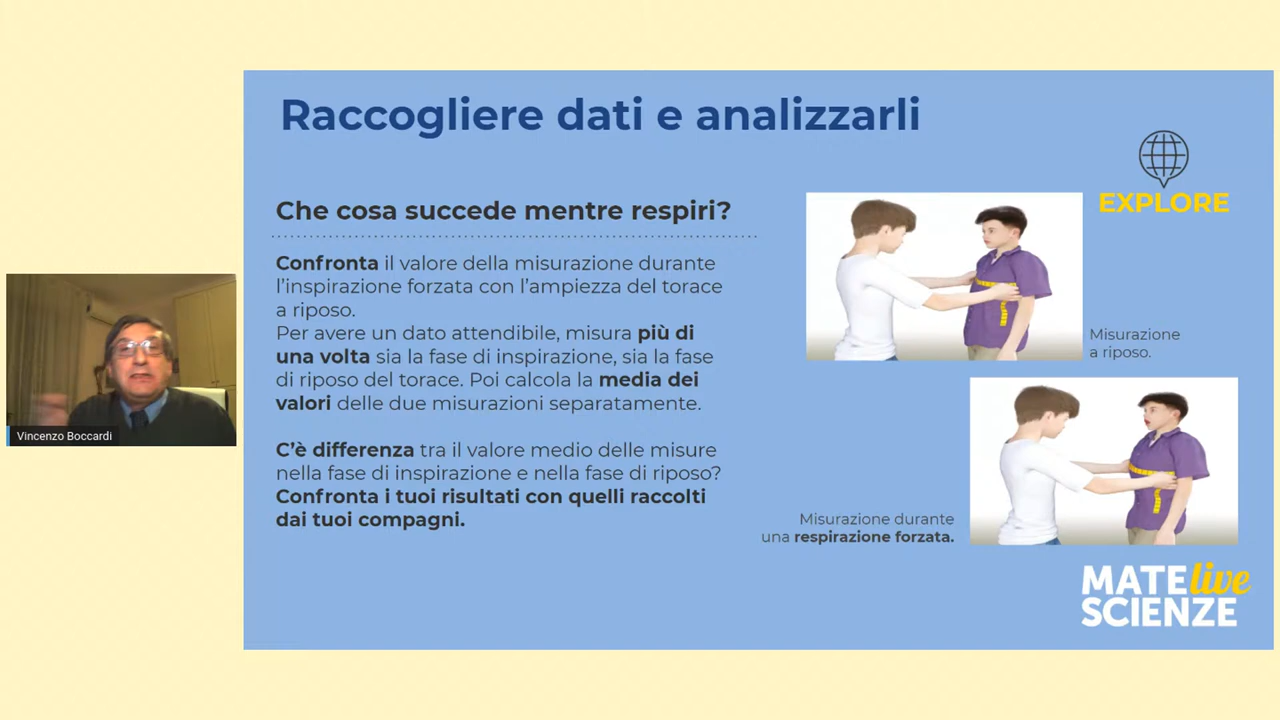 Raccogliere dati e analizzarli
EXPLORE
Che cosa succede mentre respiri?
Confronta il valore della misurazione durante
l’inspirazione forzata con l’ampiezza del torace
a riposo.
Per avere un dato attendibile, misura più di
una volta sia la fase di inspirazione, sia la fase
di riposo del torace. Poi calcola la media dei
valori delle due misurazioni separatamente.
C’è differenza tra il valore medio delle misure
nella fase di inspirazione e nella fase di riposo?
Confronta i tuoi risultati con quelli raccolti
dai tuoi compagni.
Misurazione
a riposo.
Misurazione durante
una respirazione forzata.
MATE live
SCIENZE
Vincenzo Boccardi